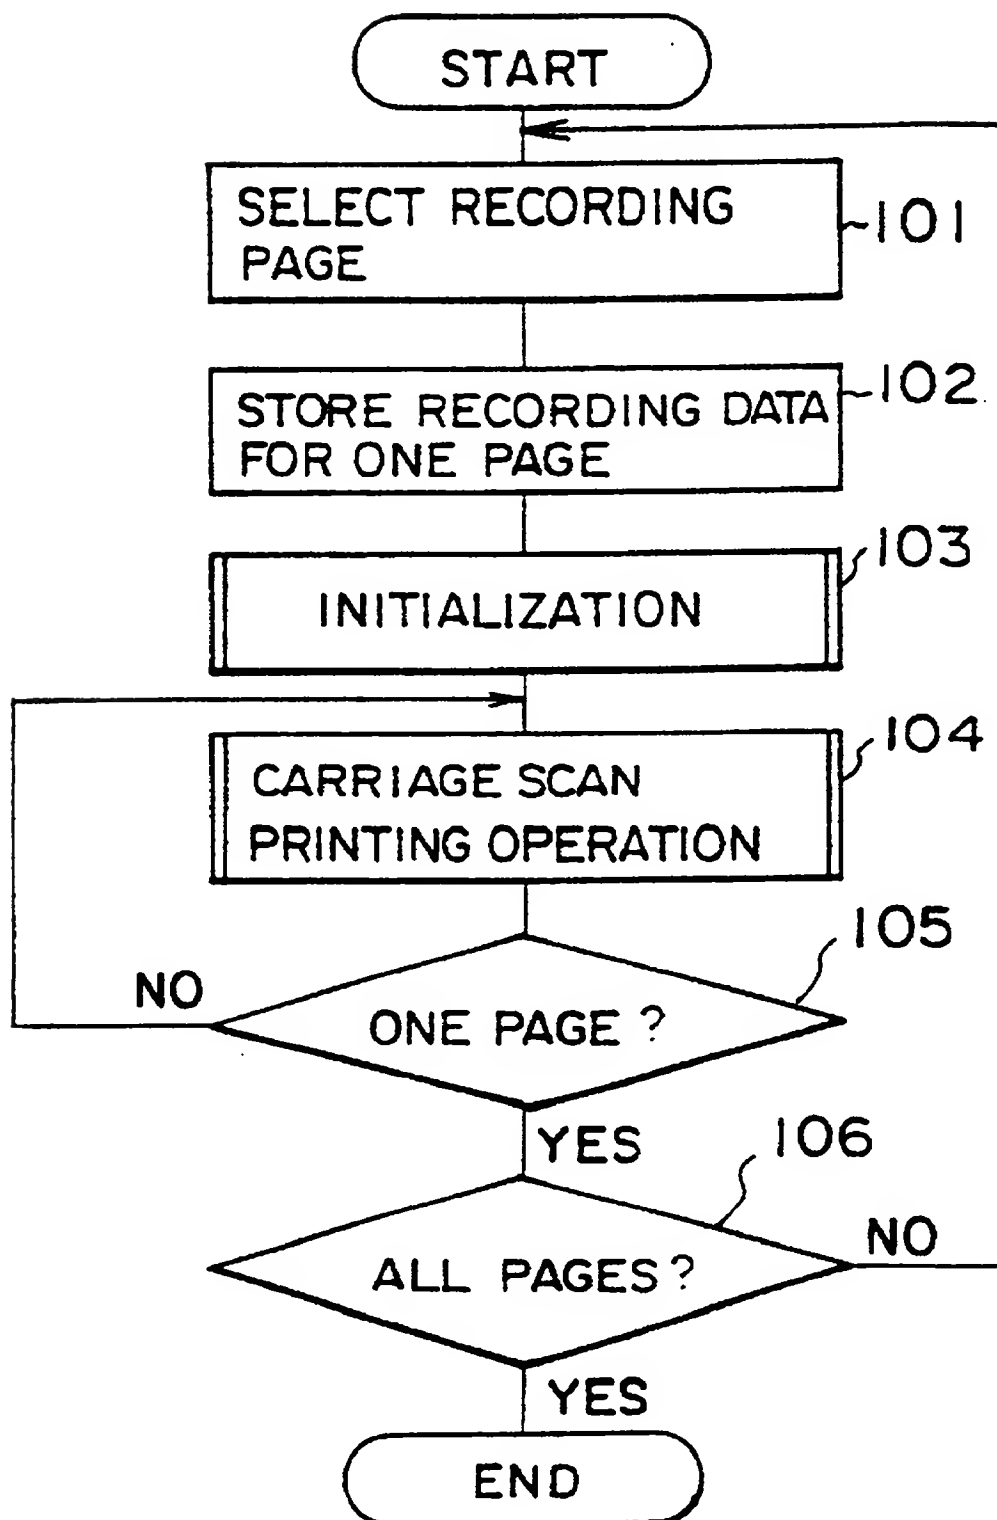 START
SELECT RECORDING
PAGE
101
STORE RECORDING DATA
FOR ONE PAGE
102
INITIALIZATION
103
CARRIAGE SCAN
PRINTING OPERATION
104
ONE PAGE?
105
NO
YES
ALL PAGES?
106
NO
YES
END